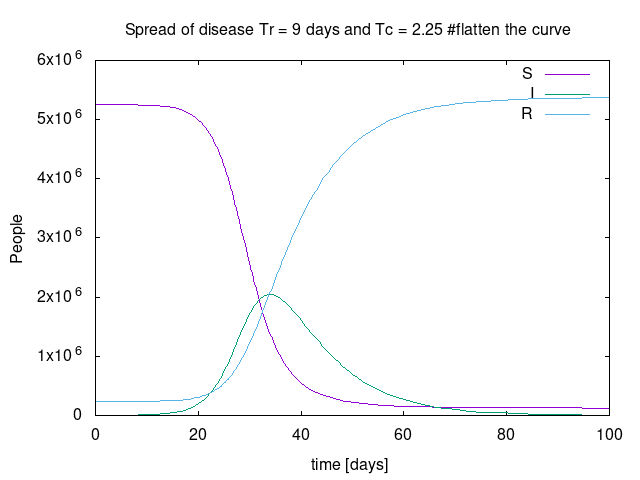 Spread of disease Tr = 9 days and Tc = 2.25 #flatten the curve
6x10^6
5x10^6
4x10^6
3x10^6
2x10^6
1x10^6
0
People
S
I
R
0 20 40 60 80 100
time [days]